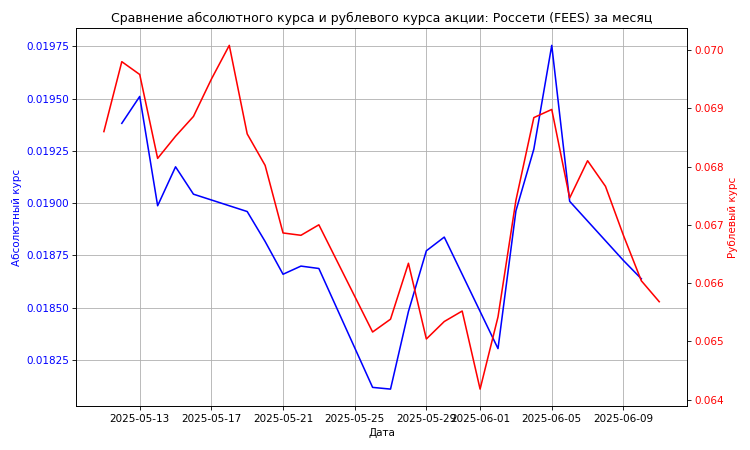 Сравнение абсолютного курса и рублевого курса акции: Россети (FEES) за месяц
Абсолютный курс
0.01975
0.01950
0.01925
0.01900
0.01875
0.01850
0.01825
0.070
0.069
0.068
0.067
0.066
0.065
0.064
Рублевый курс
2025-05-13 2025-05-17 2025-05-21 2025-05-25 2025-05-29 2025-06-01 2025-06-05 2025-06-09
Дата